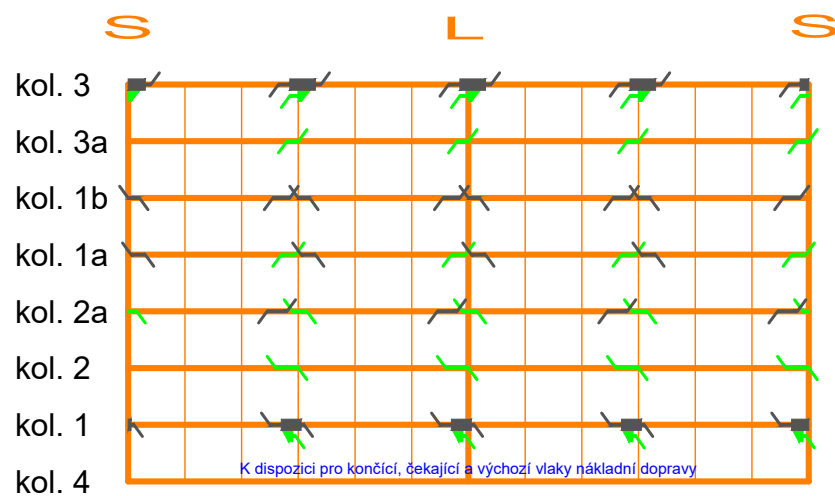 S L S
kol. 3
kol. 3a
kol. 1b
kol. 1a
kol. 2a
kol. 2
kol. 1
K dispozici pro končící, čekající a výchozí vlaky nákladní dopravy
kol. 4